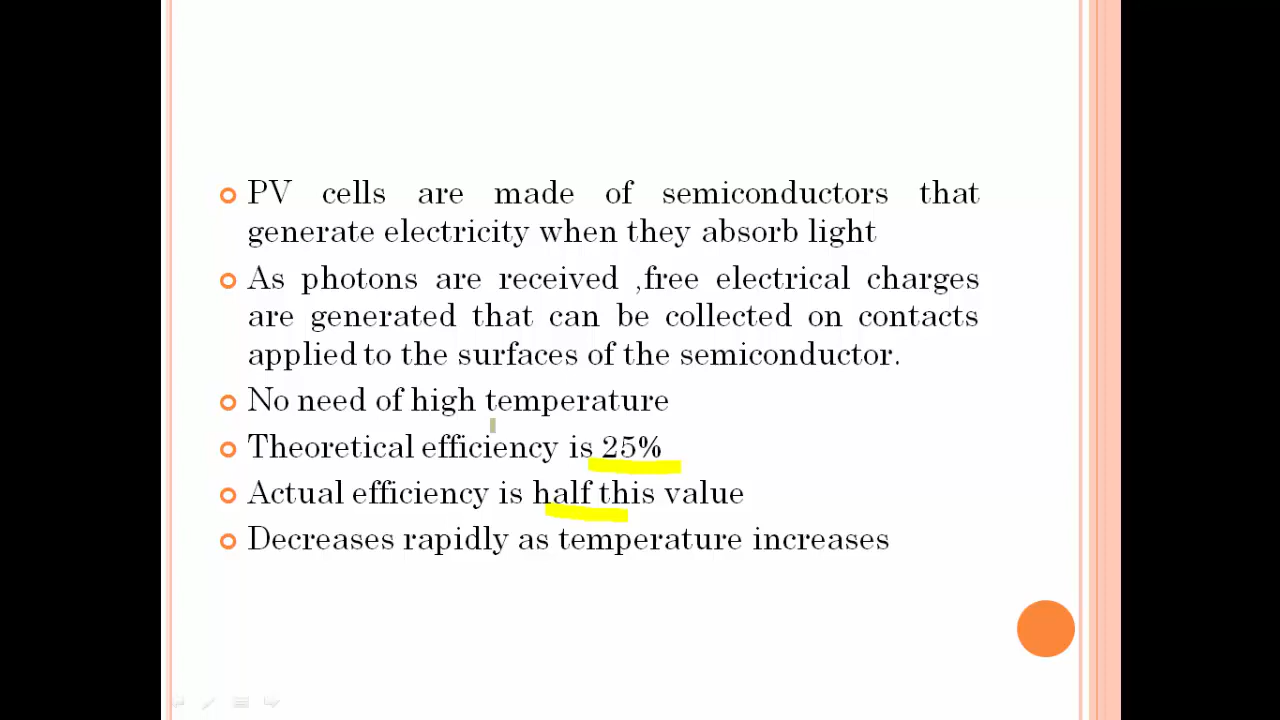 PV cells are made of semiconductors that
generate electricity when they absorb light
As photons are received ,free electrical charges
are generated that can be collected on contacts
applied to the surfaces of the semiconductor.
No need of high temperature
Theoretical efficiency is 25%
Actual efficiency is half this value
Decreases rapidly as temperature increases